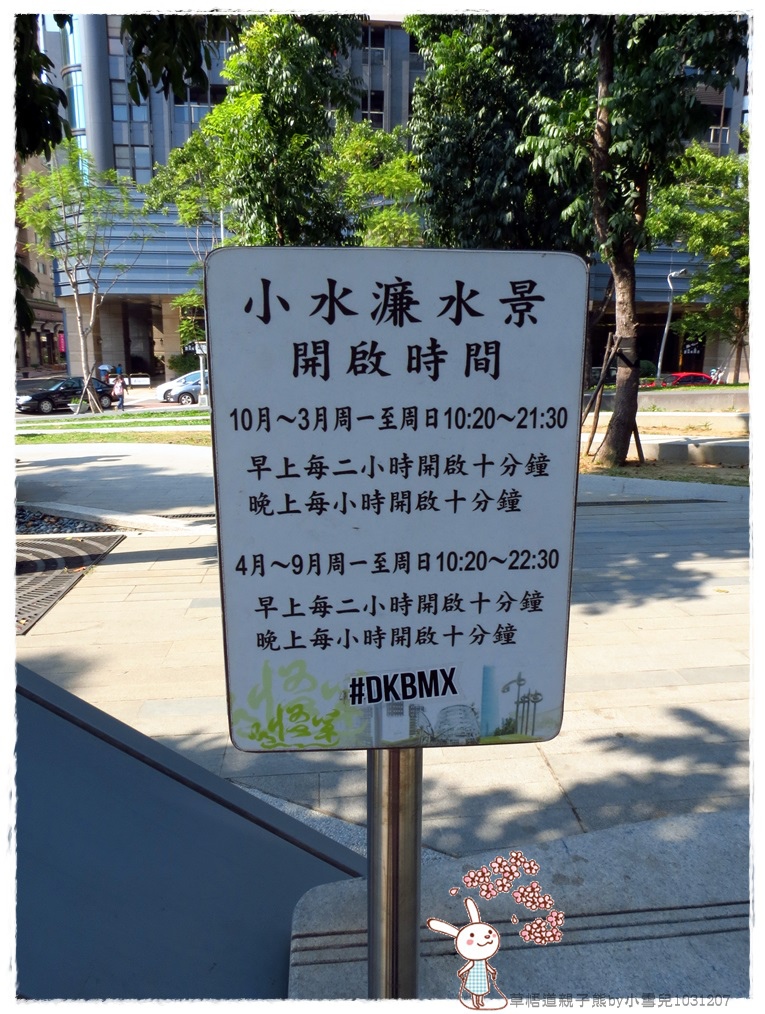 小水濂水景
開啟時間
10月～3月周一至周日10:20～21:30
早上每二小時開啟十分鐘
晚上每小時開啟十分鐘
4月～9月周一至周日10:20～22:30
早上每二小時開啟十分鐘
晚上每小時開啟十分鐘
#DKBMX
草悟道親子熊by小雪兒1031207